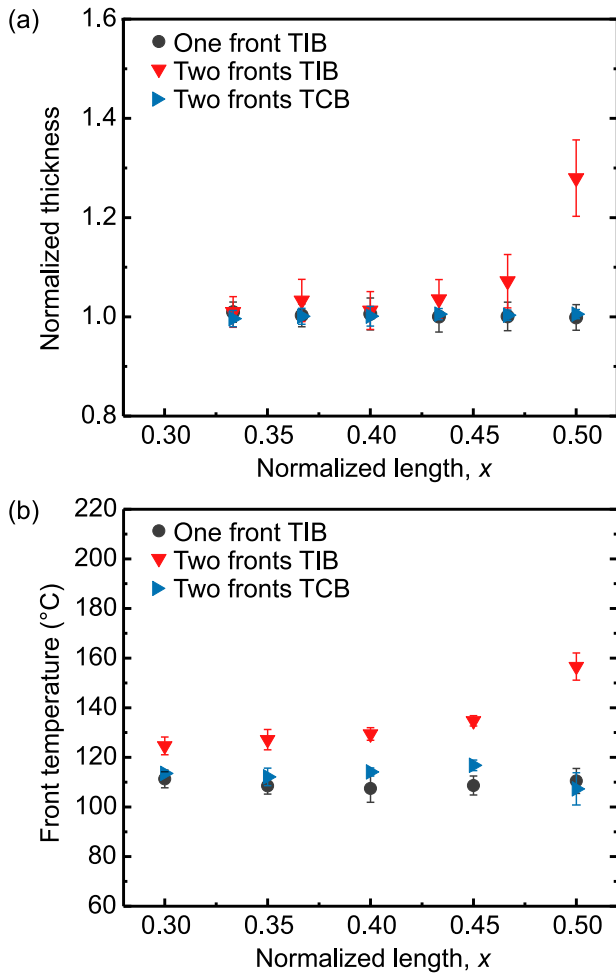 (a)
1.6
1.4
1.2
1.0
0.8
Normalized thickness
One front TIB
Two fronts TIB
Two fronts TCB
0.30 0.35 0.40 0.45 0.50
Normalized length, x
(b)
220
200
180
160
140
120
100
80
60
Front temperature (°C)
One front TIB
Two fronts TIB
Two fronts TCB
0.30 0.35 0.40 0.45 0.50
Normalized length, x